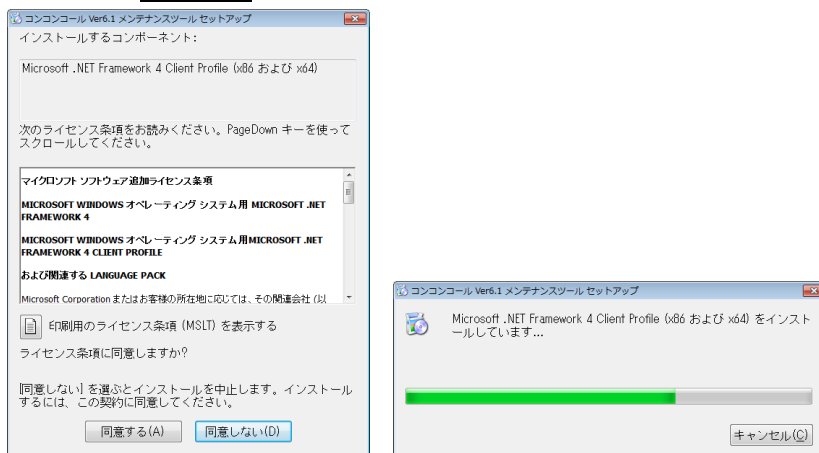 コンコンコール Ver6.1 メンテナンスツール セットアップ
インストールするコンポーネント:
Microsoft .NET Framework 4 Client Profile (x86 および x64)
次のライセンス条項をお読みください。PageDown キーを使って
スクロールしてください。
マイクロソフト ソフトウェア追加ライセンス条項
MICROSOFT WINDOWS オペレーティング システム用 MICROSOFT .NET
FRAMEWORK 4
MICROSOFT WINDOWS オペレーティング システム用MICROSOFT .NET
FRAMEWORK 4 CLIENT PROFILE
および関連する LANGUAGE PACK
Microsoft Corporation またはお客様の所在地に応じては、その関連会社 (以
印刷用のライセンス条項 (MSLT) を表示する
ライセンス条項に同意しますか?
[同意しない] を選ぶとインストールを中止します。インストール
するには、この契約に同意してください。
同意する(A)
同意しない(D)
コンコンコール Ver6.1 メンテナンスツール セットアップ
Microsoft .NET Framework 4 Client Profile (x86 および x64) をインスト
ールしています...
キャンセル(C)